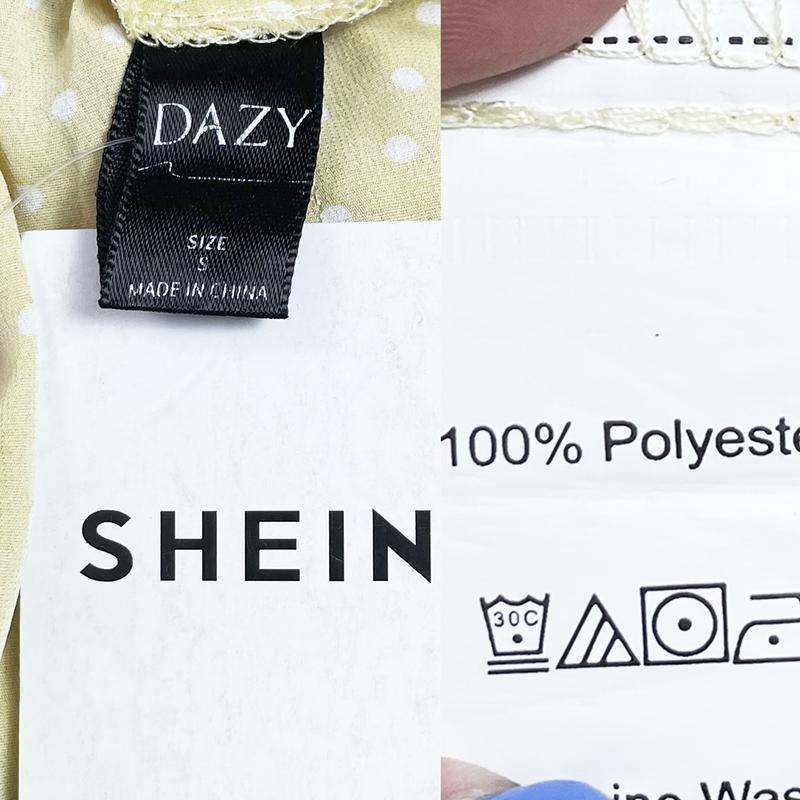 DAZY
SIZE
S
MADE IN CHINA
SHEIN
100% Polyeste
30C